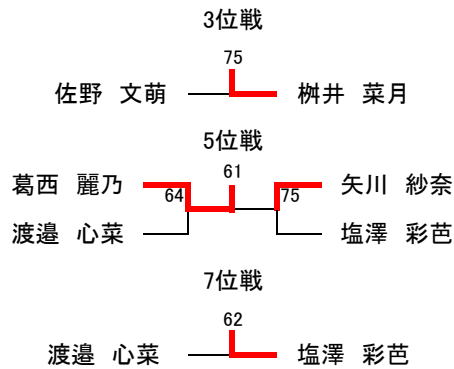 3位戦
75
佐野 文萌 桝井 菜月
5位戦
61
葛西 麗乃 64 75 矢川 紗奈
渡邉 心菜 塩澤 彩芭
7位戦
62
渡邉 心菜 塩澤 彩芭